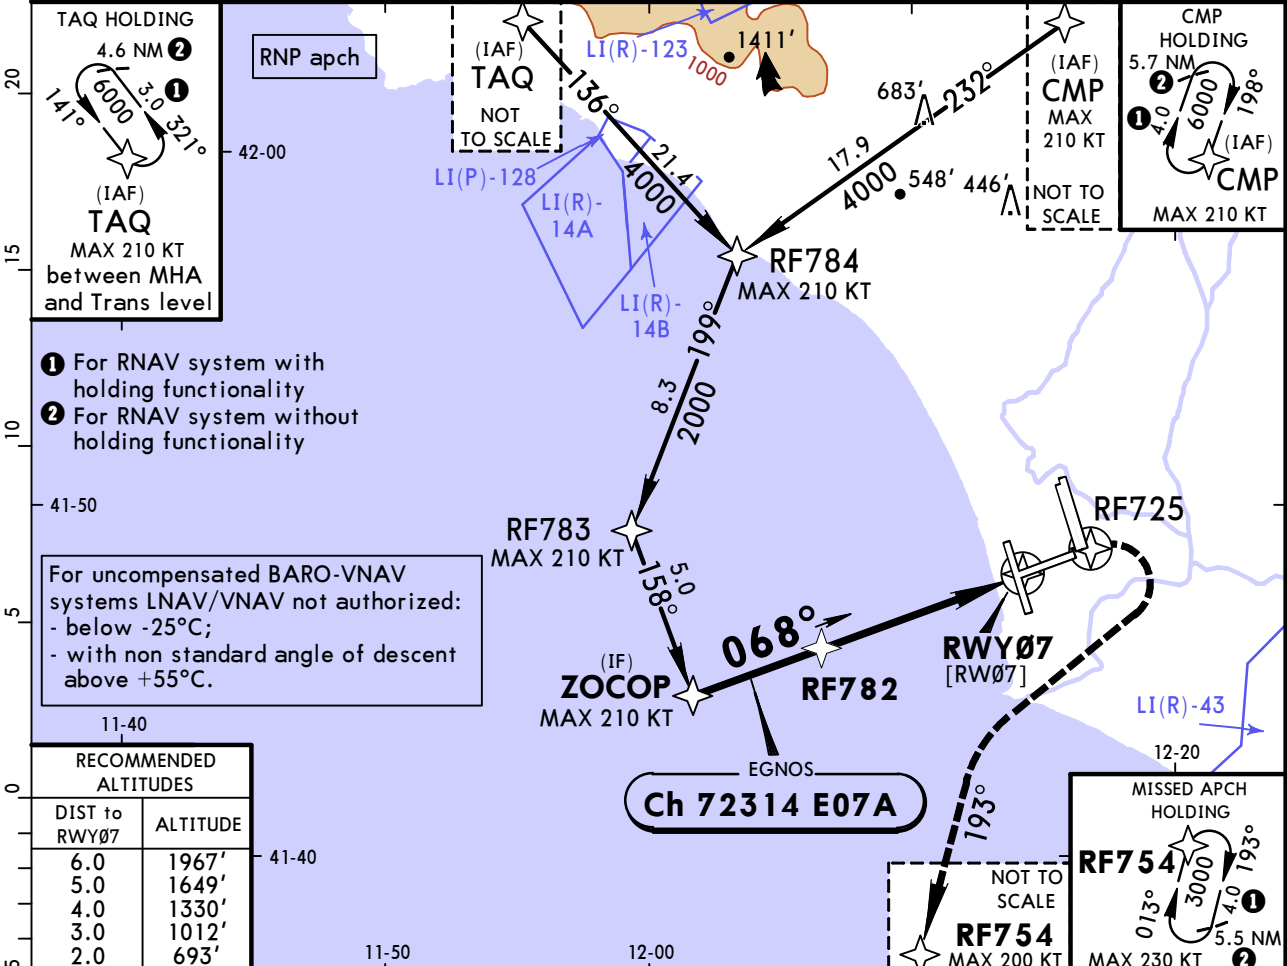 TAQ HOLDING
4.6 NM 2
3.0 1
6000
141°
321°
(IAF)
TAQ
MAX 210 KT
between MHA
and Trans level
RNP apch
(IAF)
TAQ
NOT
TO SCALE
136°
21.4
4000
LI(R)-123
1000
1411'
683'
232°
17.9
4000
548'
446'
(IAF)
CMP
MAX
210 KT
NOT TO
SCALE
CMP
HOLDING
5.7 NM
2
1 4.0
6000
198°
(IAF)
CMP
MAX 210 KT
20
15
10
5
0
5
42-00
LI(P)-128
LI(R)-
14A
LI(R)-
14B
RF784
MAX 210 KT
199°
8.3
2000
1 For RNAV system with
holding functionality
2 For RNAV system without
holding functionality
41-50
RF783
MAX 210 KT
5.0
158°
RF725
For uncompensated BARO-VNAV
systems LNAV/VNAV not authorized:
- below -25°C;
- with non standard angle of descent
above +55°C.
(IF)
ZOCOP
MAX 210 KT
068°
RF782
RWYØ7
[RWØ7]
EGNOS
Ch 72314 E07A
LI(R)-43
11-40
12-20
193°
RECOMMENDED
ALTITUDES
DIST to
RWYØ7
ALTITUDE
6.0 1967'
5.0 1649'
4.0 1330'
3.0 1012'
2.0 693'
41-40
11-50
12-00
NOT TO
SCALE
RF754
MAX 200 KT
MISSED APCH
HOLDING
RF754
3000
193°
013°
4.0 1
5.5 NM
2
MAX 230 KT